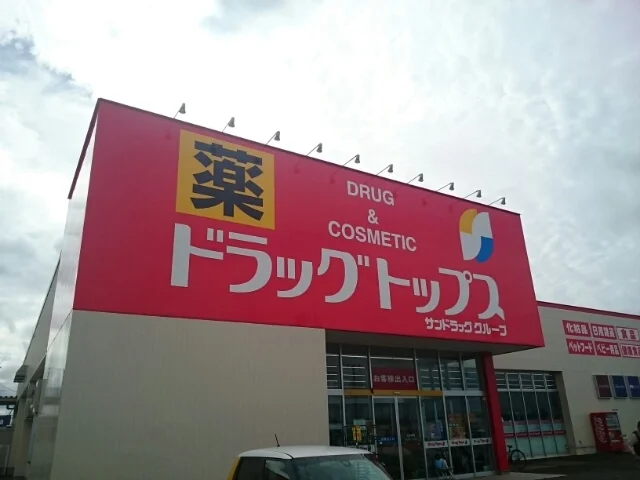 薬
DRUG
&
COSMETIC
ドラッグトップス
サンドラッググループ
お客様出入口
化粧品 日用雑貨 食品
ペットフード ベビー用品